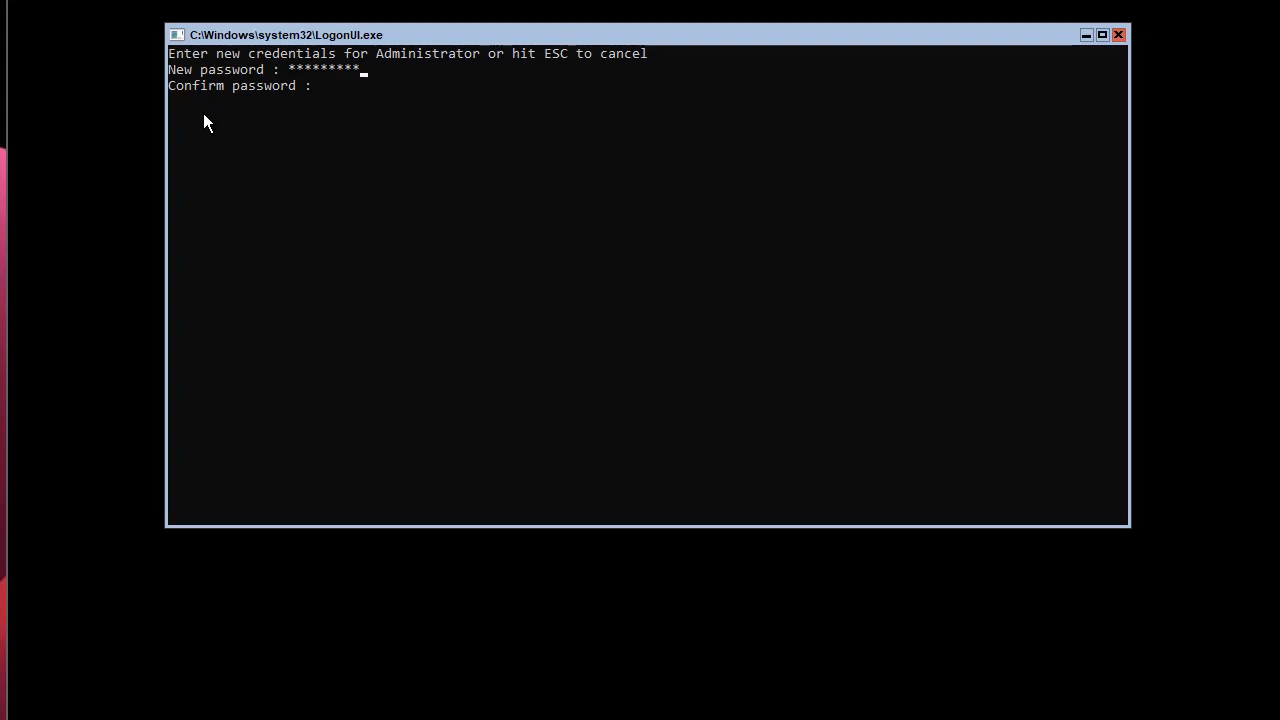 C:\Windows\system32\LogonUI.exe
Enter new credentials for Administrator or hit ESC to cancel
New password : *********
Confirm password :